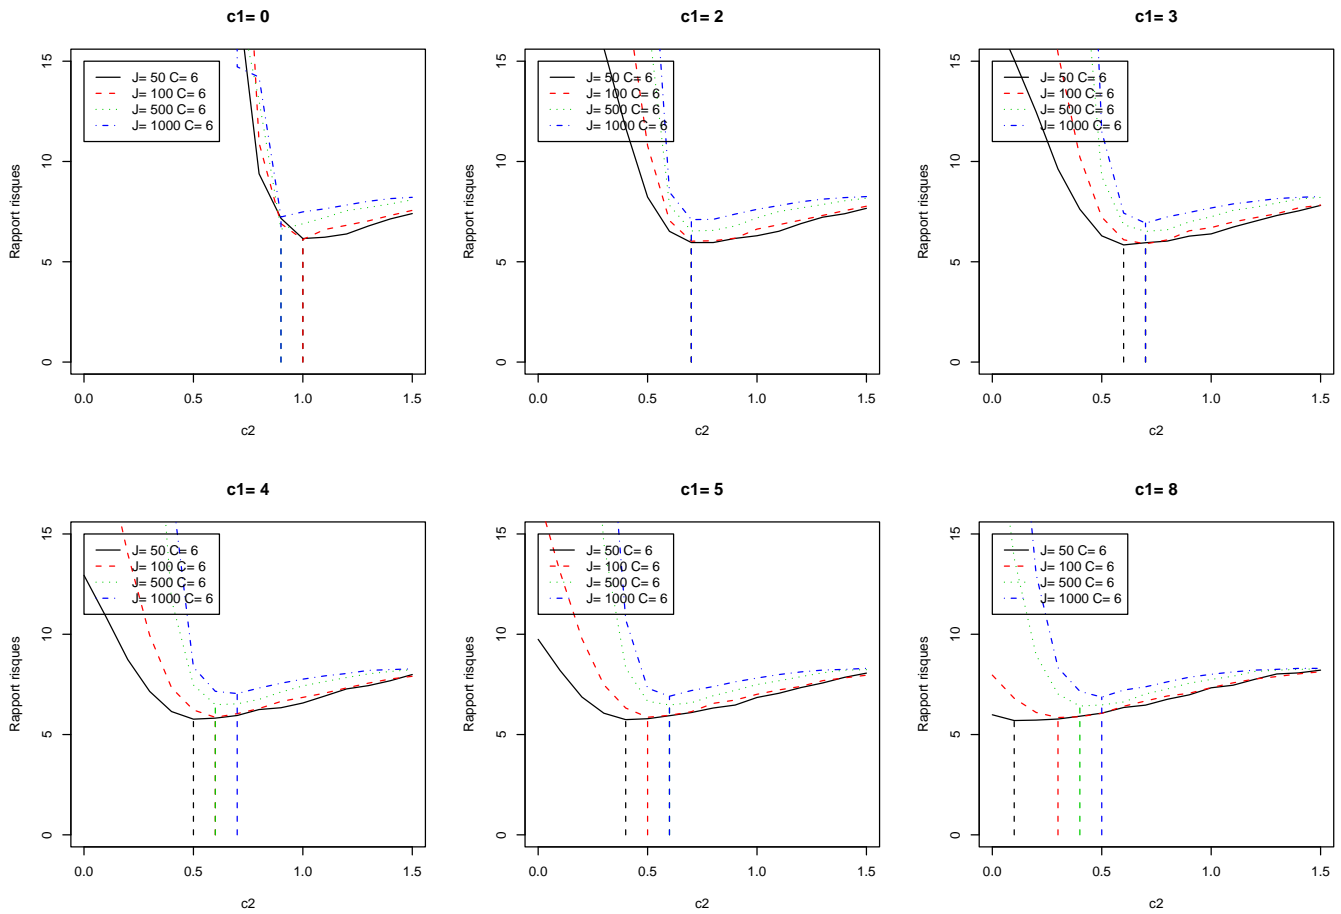 c1= 0
15
10
5
0
Rapport risques
J= 50 C= 6
J= 100 C= 6
J= 500 C= 6
J= 1000 C= 6
0.0 0.5 1.0 1.5
c2
c1= 2
15
10
5
0
Rapport risques
J= 50 C= 6
J= 100 C= 6
J= 500 C= 6
J= 1000 C= 6
0.0 0.5 1.0 1.5
c2
c1= 3
15
10
5
0
Rapport risques
J= 50 C= 6
J= 100 C= 6
J= 500 C= 6
J= 1000 C= 6
0.0 0.5 1.0 1.5
c2
c1= 4
15
10
5
0
Rapport risques
J= 50 C= 6
J= 100 C= 6
J= 500 C= 6
J= 1000 C= 6
0.0 0.5 1.0 1.5
c2
c1= 5
15
10
5
0
Rapport risques
J= 50 C= 6
J= 100 C= 6
J= 500 C= 6
J= 1000 C= 6
0.0 0.5 1.0 1.5
c2
c1= 8
15
10
5
0
Rapport risques
J= 50 C= 6
J= 100 C= 6
J= 500 C= 6
J= 1000 C= 6
0.0 0.5 1.0 1.5
c2